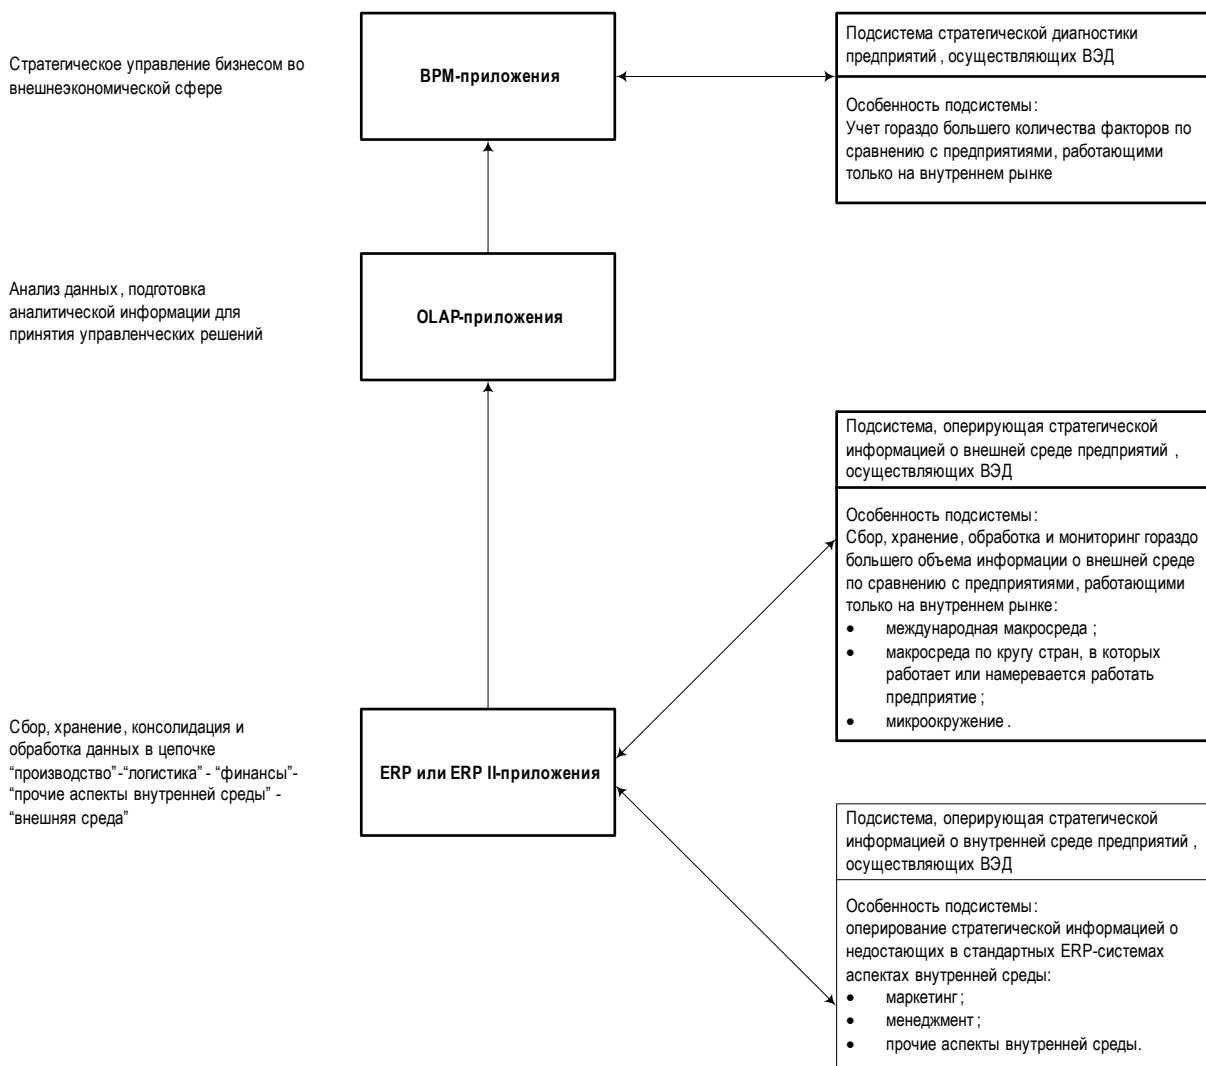 Стратегическое управление бизнесом во
внешнеэкономической сфере
BPM-приложения
Подсистема стратегической диагностики
предприятий , осуществляющих ВЭД
Особенность подсистемы:
Учет гораздо большего количества факторов по
сравнению с предприятиями, работающими
только на внутреннем рынке
Анализ данных , подготовка
аналитической информации для
принятия управленческих решений
OLAP-приложения
Подсистема, оперирующая стратегической
информацией о внешней среде предприятий ,
осуществляющих ВЭД
Особенность подсистемы:
Сбор, хранение, обработка и мониторинг гораздо
большего объема информации о внешней среде
по сравнению с предприятиями, работающими
только на внутреннем рынке:
• международная макросреда ;
• макросреда по кругу стран, в которых
работает или намеревается работать
предприятие ;
• микроокружение .
Сбор, хранение, консолидация и
обработка данных в цепочке
“производство”-“логистика” - “финансы”-
“прочие аспекты внутренней среды” -
“внешняя среда”
ERP или ERP II-приложения
Подсистема, оперирующая стратегической
информацией о внутренней среде предприятий ,
осуществляющих ВЭД
Особенность подсистемы:
оперирование стратегической информацией о
недостающих в стандартных ERP-системах
аспектах внутренней среды:
• маркетинг ;
• менеджмент ;
• прочие аспекты внутренней среды.